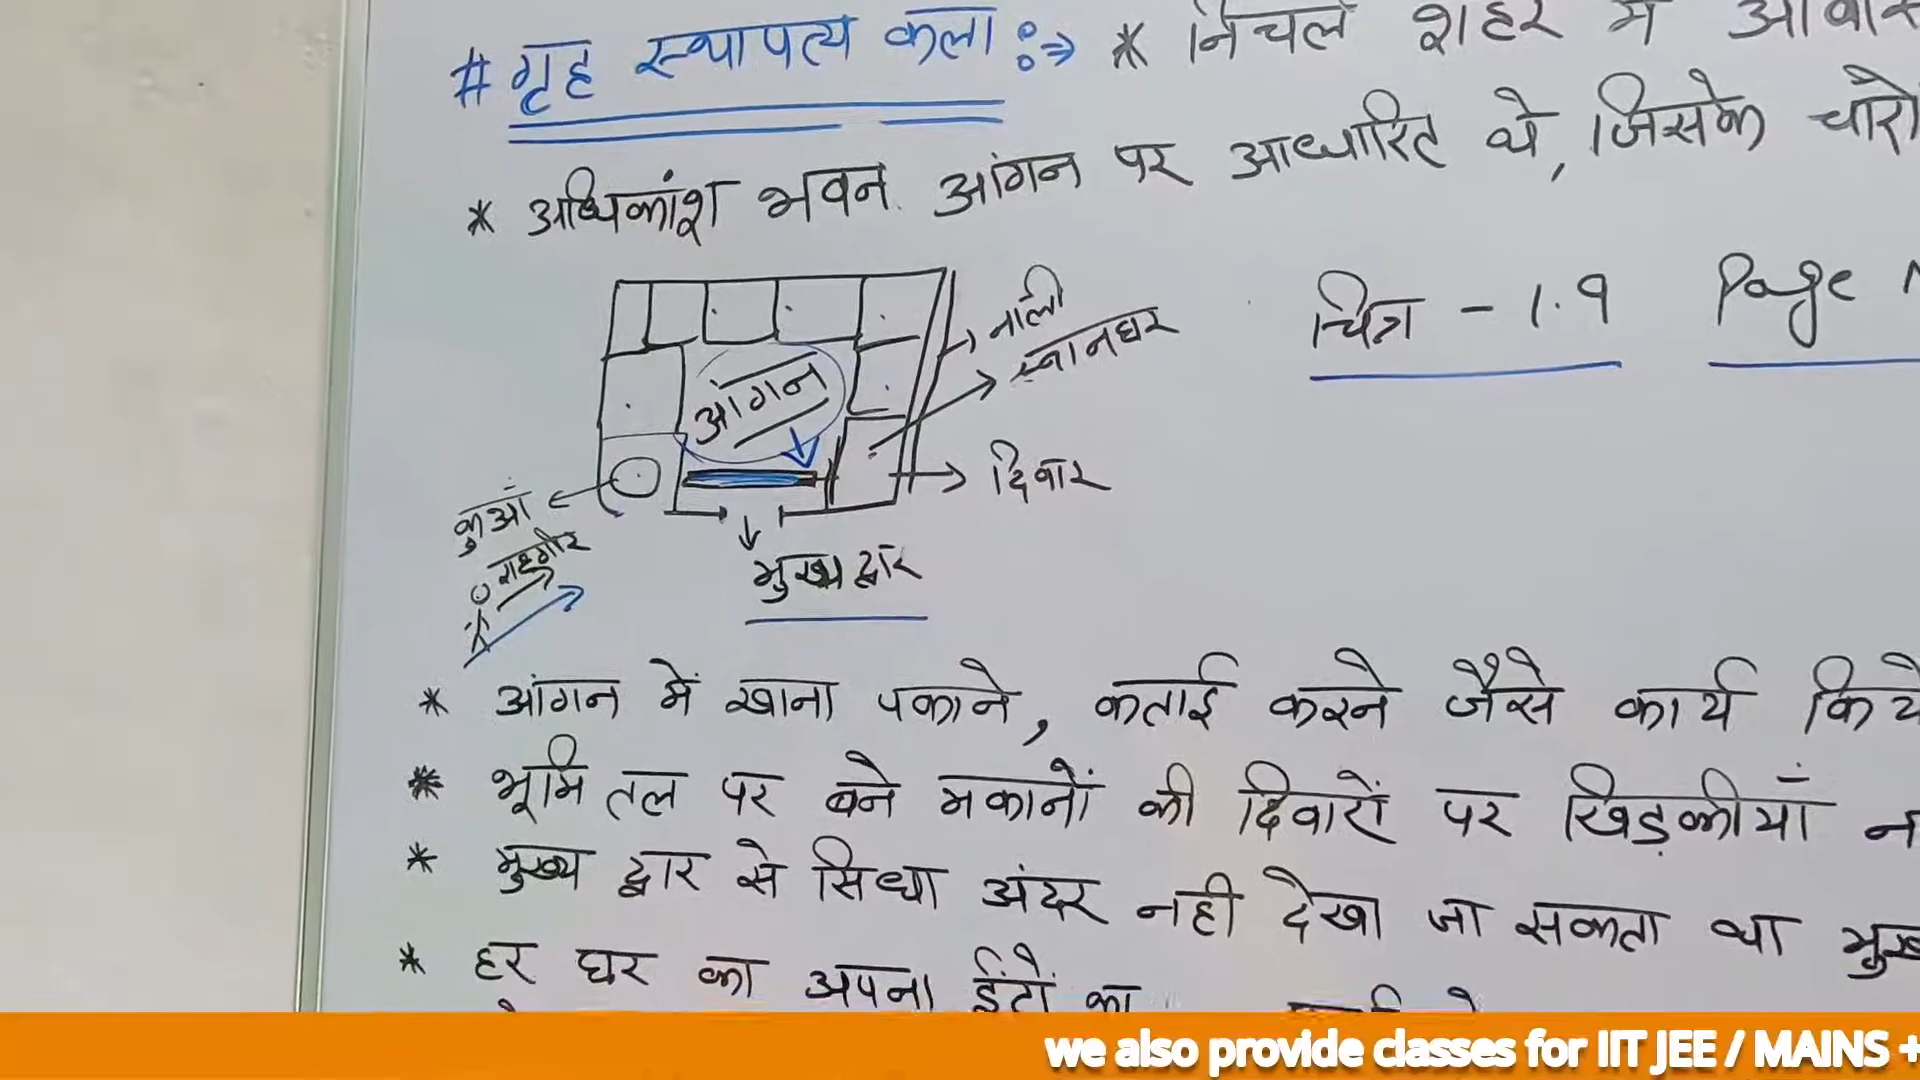 # गृह स्थापत्य कला :⇒ * निचले शहर में
* अधिकांश भवन आंगन पर आधारित थे, जिसके चारों
चित्र - 1.9 Page
नाली
स्नानघर
आंगन
दिवार
कुआँ
राहगीर
मुख्य द्वार
* आंगन में खाना पकाने, कताई करने जैसे कार्य किये
* भूमि तल पर बने मकानों की दिवारों पर खिड़कीयाँ
* मुख्य द्वार से सिधा अंदर नही देखा जा सकता था
* हर घर का अपना ईंटों का
we also provide classes for IIT JEE / MAINS +